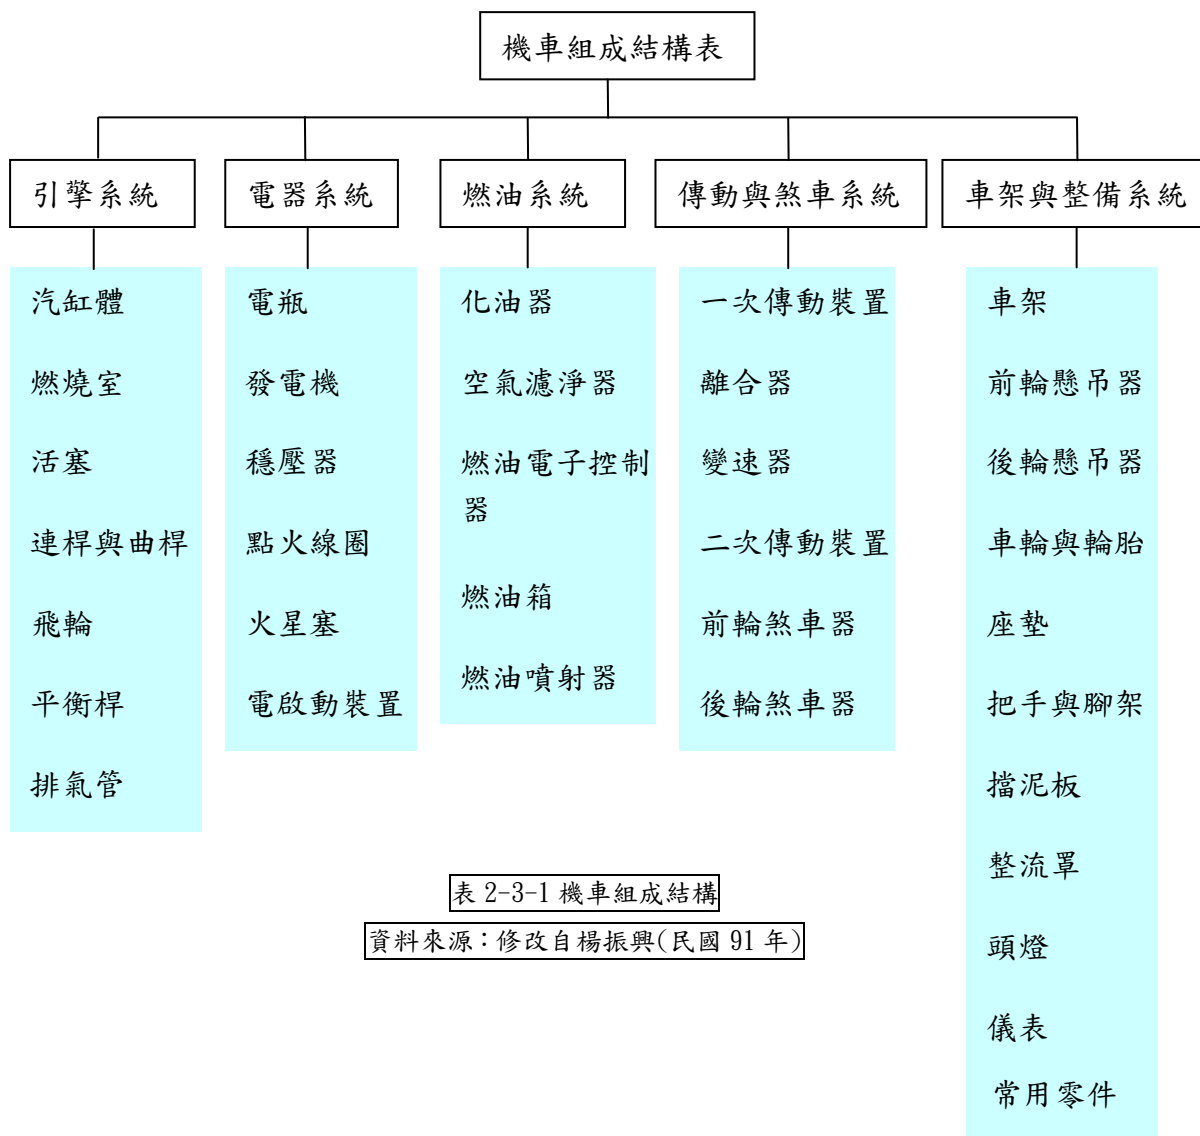 機車組成結構表
引擎系統
電器系統
燃油系統
傳動與煞車系統
車架與整備系統
汽缸體
燃燒室
活塞
連桿與曲桿
飛輪
平衡桿
排氣管
電瓶
發電機
穩壓器
點火線圈
火星塞
電啟動裝置
化油器
空氣濾淨器
燃油電子控制
器
燃油箱
燃油噴射器
一次傳動裝置
離合器
變速器
二次傳動裝置
前輪煞車器
後輪煞車器
車架
前輪懸吊器
後輪懸吊器
車輪與輪胎
座墊
把手與腳架
擋泥板
整流罩
頭燈
儀表
常用零件
表 2-3-1 機車組成結構
資料來源：修改自楊振興(民國 91 年)